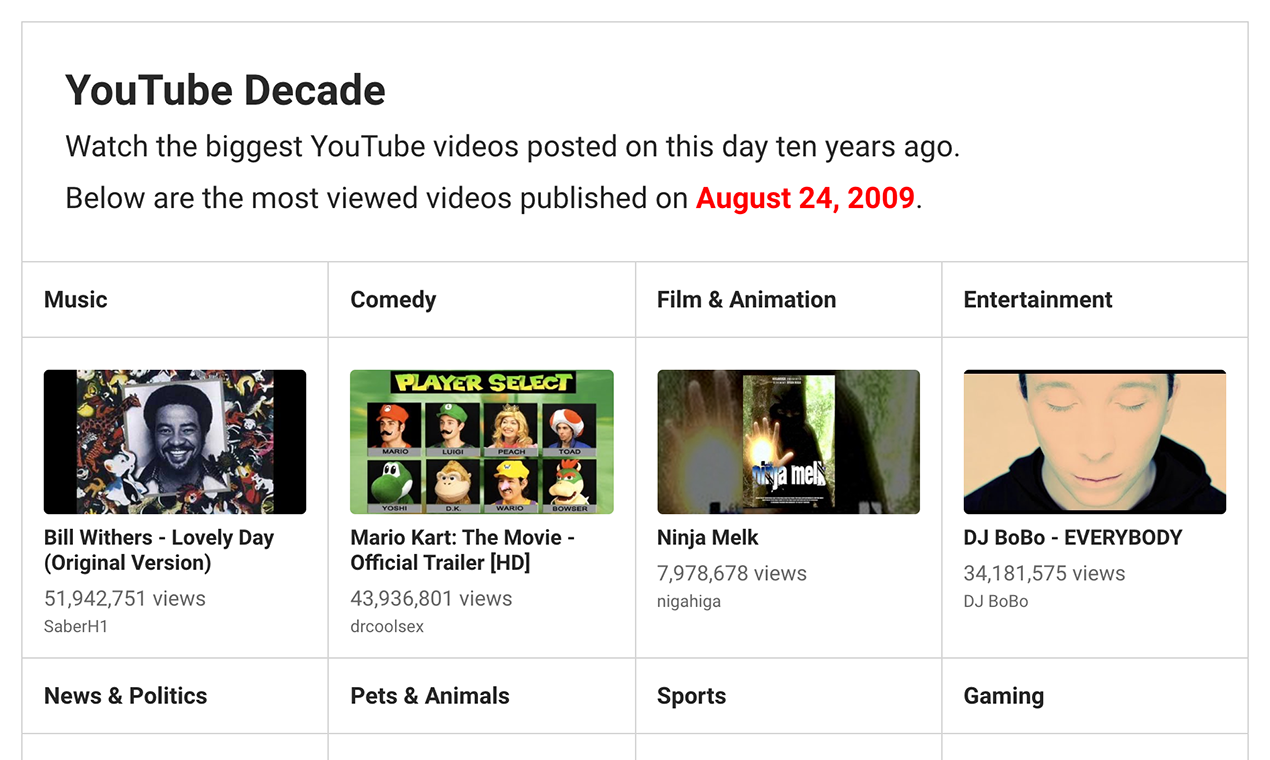 YouTube Decade
Watch the biggest YouTube videos posted on this day ten years ago.
Below are the most viewed videos published on August 24, 2009.
Music
Comedy
Film & Animation
Entertainment
PLAYER SELECT
MARIO
LUIGI
PEACH
TOAD
YOSHI
D.K.
WARIO
BOWSER
ninja melk
Bill Withers - Lovely Day
(Original Version)
51,942,751 views
SaberH1
Mario Kart: The Movie -
Official Trailer [HD]
43,936,801 views
drcoolsex
Ninja Melk
7,978,678 views
nigahiga
DJ BoBo - EVERYBODY
34,181,575 views
DJ BoBo
News & Politics
Pets & Animals
Sports
Gaming